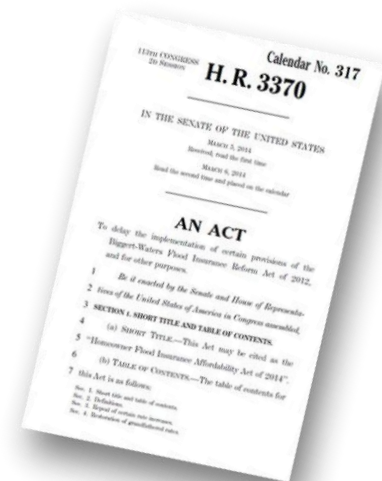 113TH CONGRESS
2D SESSION
Calendar No. 317
H. R. 3370
IN THE SENATE OF THE UNITED STATES
MARCH 5, 2014
Received; read the first time
MARCH 6, 2014
Read the second time and placed on the calendar
AN ACT
To delay the implementation of certain provisions of the
Biggert-Waters Flood Insurance Reform Act of 2012,
and for other purposes.
1 Be it enacted by the Senate and House of Representa-
2 tives of the United States of America in Congress assembled,
3 SECTION 1. SHORT TITLE AND TABLE OF CONTENTS.
4 (a) SHORT TITLE.—This Act may be cited as the
5 “Homeowner Flood Insurance Affordability Act of 2014”.
6 (b) TABLE OF CONTENTS.—The table of contents for
7 this Act is as follows:
Sec. 1. Short title and table of contents.
Sec. 2. Definitions.
Sec. 3. Repeal of certain rate increases.
Sec. 4. Restoration of grandfathered rates.